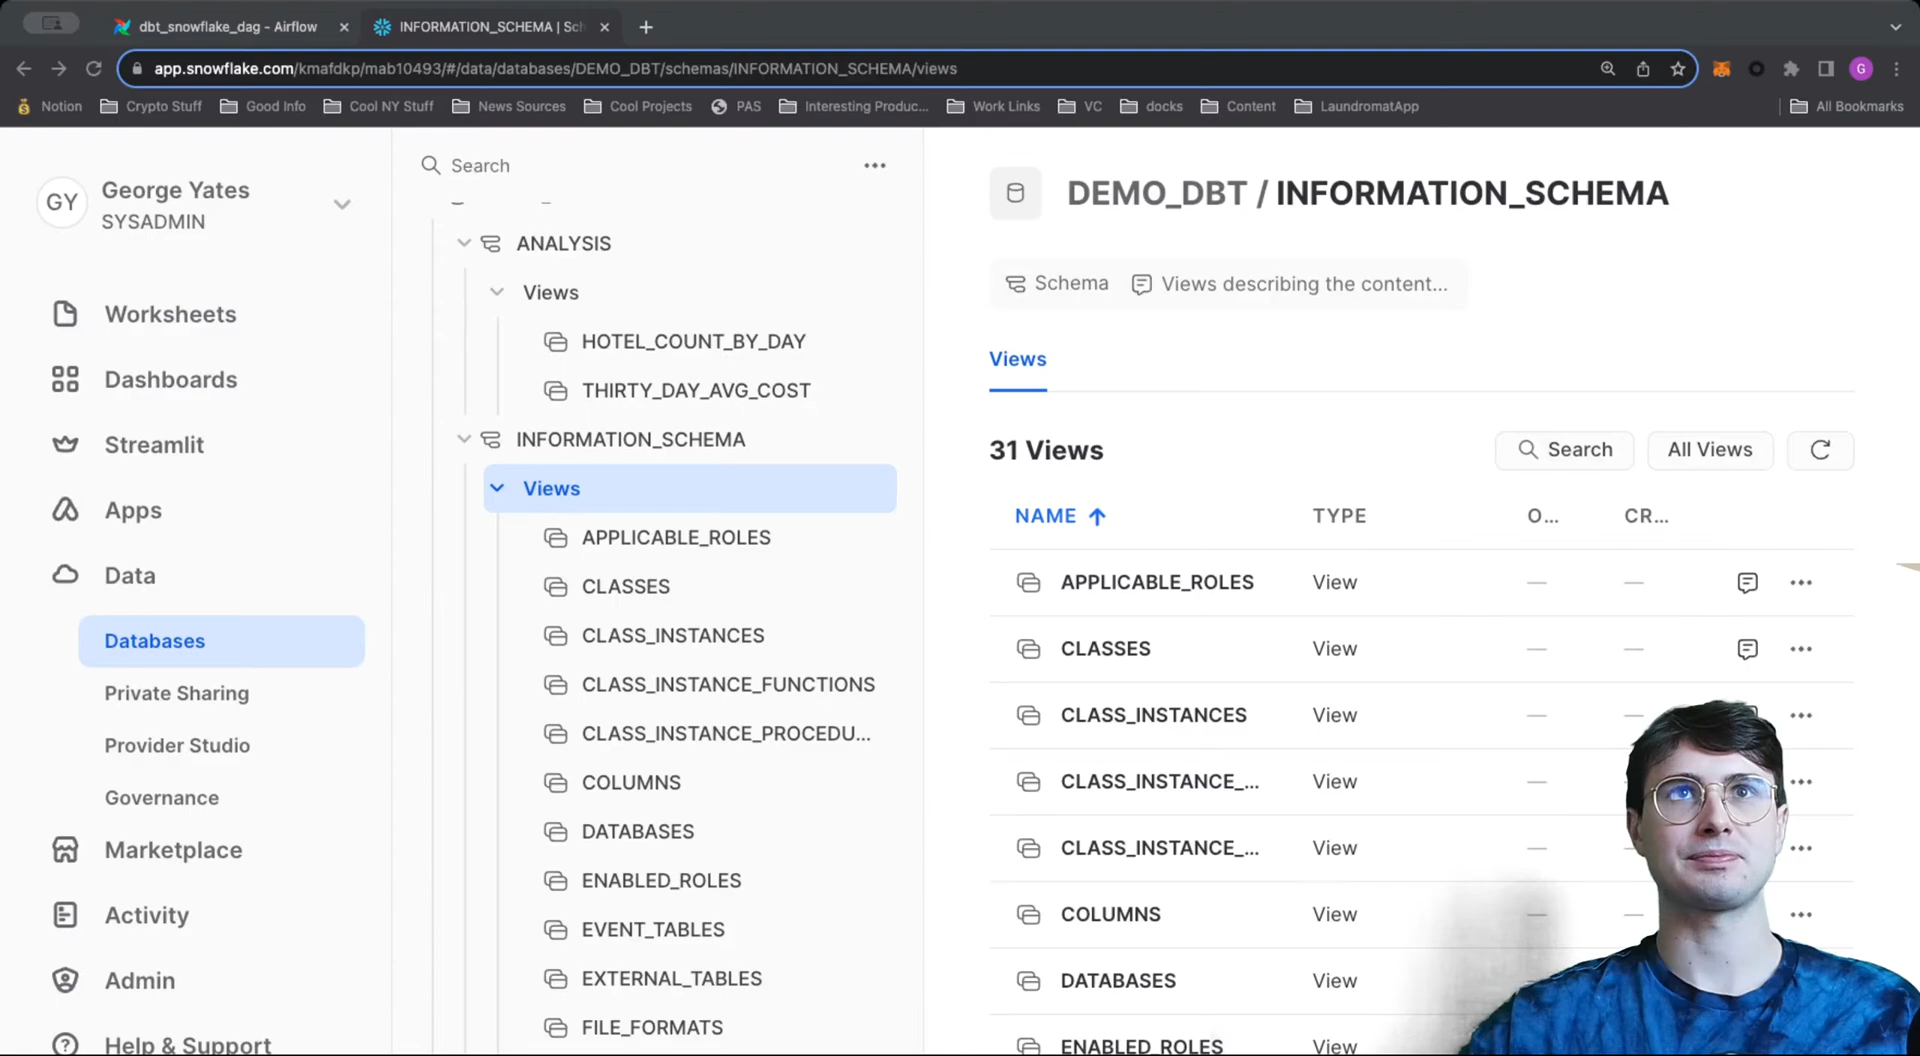 dbt_snowflake_dag - Airflow
INFORMATION_SCHEMA | Sch
app.snowflake.com/kmafdkp/mab10493/#/data/databases/DEMO_DBT/schemas/INFORMATION_SCHEMA/views
G
Notion
Crypto Stuff
Good Info
Cool NY Stuff
News Sources
Cool Projects
PAS
Interesting Produc...
Work Links
VC
docks
Content
LaundromatApp
All Bookmarks
GY
George Yates
SYSADMIN
Worksheets
Dashboards
Streamlit
Apps
Data
Databases
Private Sharing
Provider Studio
Governance
Marketplace
Activity
Admin
Help & Support
Search
ANALYSIS
Views
HOTEL_COUNT_BY_DAY
THIRTY_DAY_AVG_COST
INFORMATION_SCHEMA
Views
APPLICABLE_ROLES
CLASSES
CLASS_INSTANCES
CLASS_INSTANCE_FUNCTIONS
CLASS_INSTANCE_PROCEDU...
COLUMNS
DATABASES
ENABLED_ROLES
EVENT_TABLES
EXTERNAL_TABLES
FILE_FORMATS
DEMO_DBT / INFORMATION_SCHEMA
Schema Views describing the content...
Views
31 Views
Search
All Views
NAME TYPE O... CR...
APPLICABLE_ROLES View — —
CLASSES View — —
CLASS_INSTANCES View — —
CLASS_INSTANCE_... View — —
CLASS_INSTANCE_... View — —
COLUMNS View — —
DATABASES View
ENABLED_ROLES View